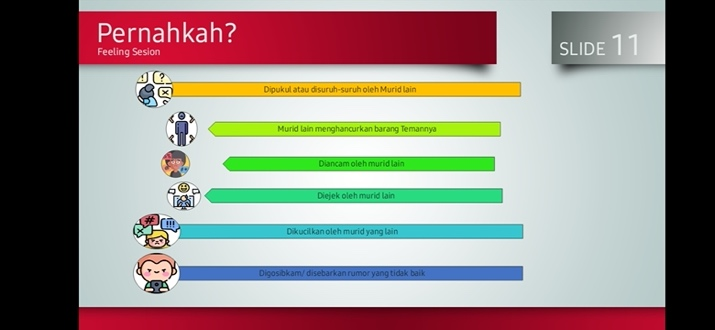 Pernahkah?
Feeling Sesion
SLIDE 11
Dipukul atau disuruh-suruh oleh Murid lain
Murid lain menghancurkan barang Temannya
Diancam oleh murid lain
Diejek oleh murid lain
Dikucilkan oleh murid yang lain
Digosibkam/ disebarkan rumor yang tidak baik